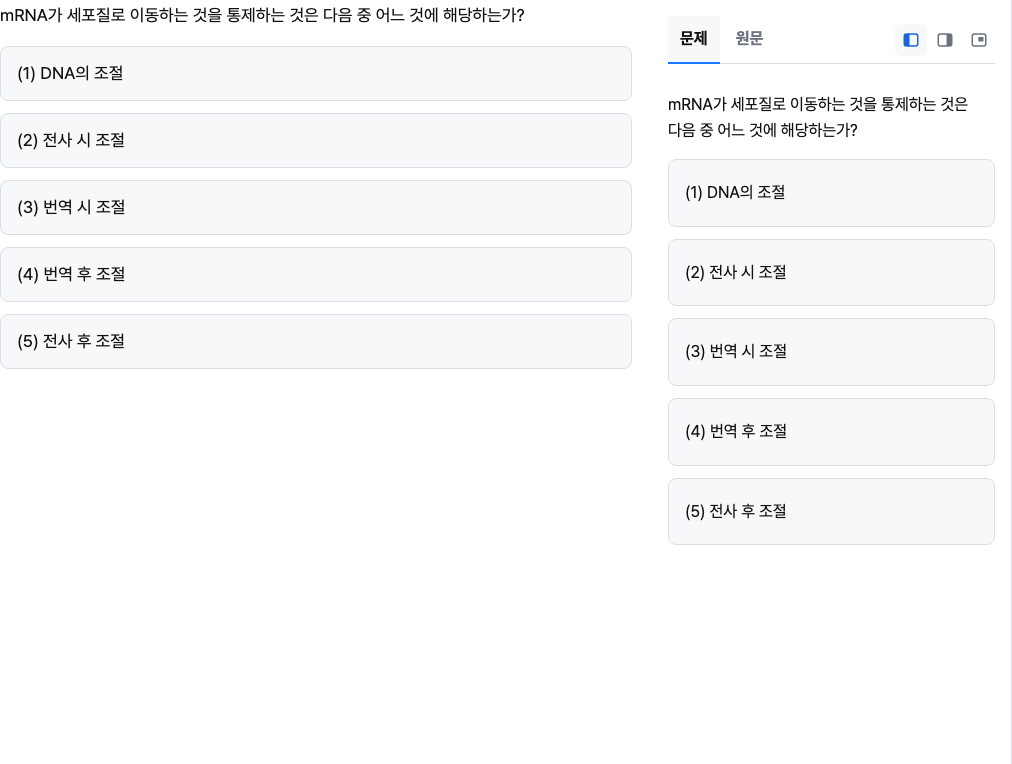 mRNA가 세포질로 이동하는 것을 통제하는 것은 다음 중 어느 것에 해당하는가?
(1) DNA의 조절
(2) 전사 시 조절
(3) 번역 시 조절
(4) 번역 후 조절
(5) 전사 후 조절
문제 원문
mRNA가 세포질로 이동하는 것을 통제하는 것은
다음 중 어느 것에 해당하는가?
(1) DNA의 조절
(2) 전사 시 조절
(3) 번역 시 조절
(4) 번역 후 조절
(5) 전사 후 조절